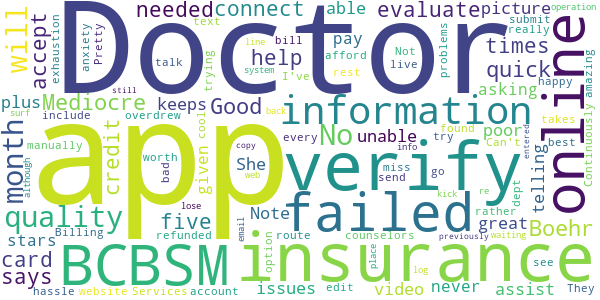 Doctor
app
verify
failed
insurance
online
BCBSM
information
quality
Mediocre
Good
No
help
will
accept
needed
connect
able
evaluate
picture
submit
really
operation
still
times
quick
asking
amazing
Continuously
happy
takes
best
exhaustion
anxiety
Pretty
text
line
bill
pay
afford
Not
live
problems
talk
system
I've
rest
trying
plus
keeps
include
overdrew
month
surf
manually
although
credit
worth
bad
given
cool
She
every
web
back
unable
copy
miss
send
info
try
go
found
Can't
entered
poor
telling
dept
re
kick
rather
great
Boehr
five
Note
route
counselors
previously
waiting
stars
Billing
refunded
lose
email
option
place
card
says
issues
video
never
assist
see
They
hassle
website
Services
account
edit
log